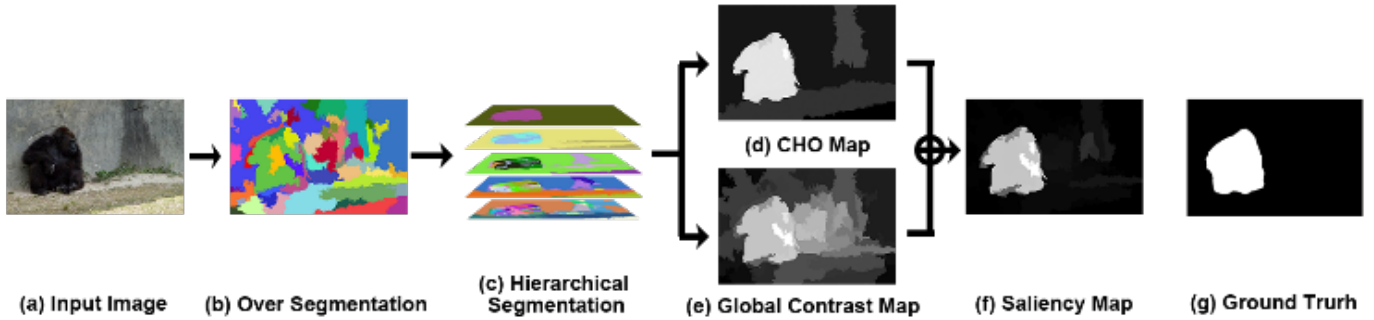 (a) Input Image
(b) Over Segmentation
(c) Hierarchical
Segmentation
(d) CHO Map
(e) Global Contrast Map
(f) Saliency Map
(g) Ground Trurh